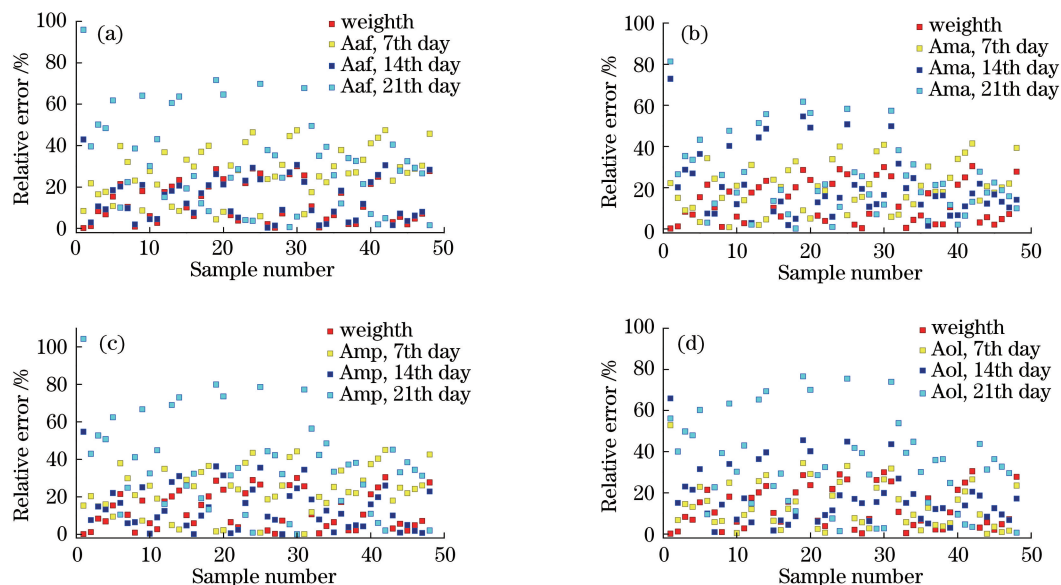 (a)
100
80
60
40
20
0
Relative error /%
weighth
Aaf, 7th day
Aaf, 14th day
Aaf, 21th day
0 10 20 30 40 50
Sample number
(b)
100
80
60
40
20
0
Relative error /%
weighth
Ama, 7th day
Ama, 14th day
Ama, 21th day
0 10 20 30 40 50
Sample number
(c)
100
80
60
40
20
0
Relative error /%
weighth
Amp, 7th day
Amp, 14th day
Amp, 21th day
0 10 20 30 40 50
Sample number
(d)
100
80
60
40
20
0
Relative error /%
weighth
Aol, 7th day
Aol, 14th day
Aol, 21th day
0 10 20 30 40 50
Sample number